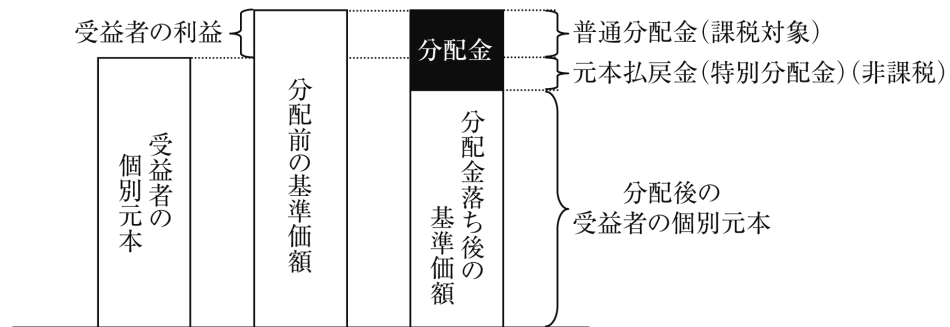 受益者の利益
受益者の
個別元本
分配前の基準価額
分配金
分配金落ち後の
基準価額
普通分配金(課税対象)
元本払戻金(特別分配金)(非課税)
分配後の
受益者の個別元本